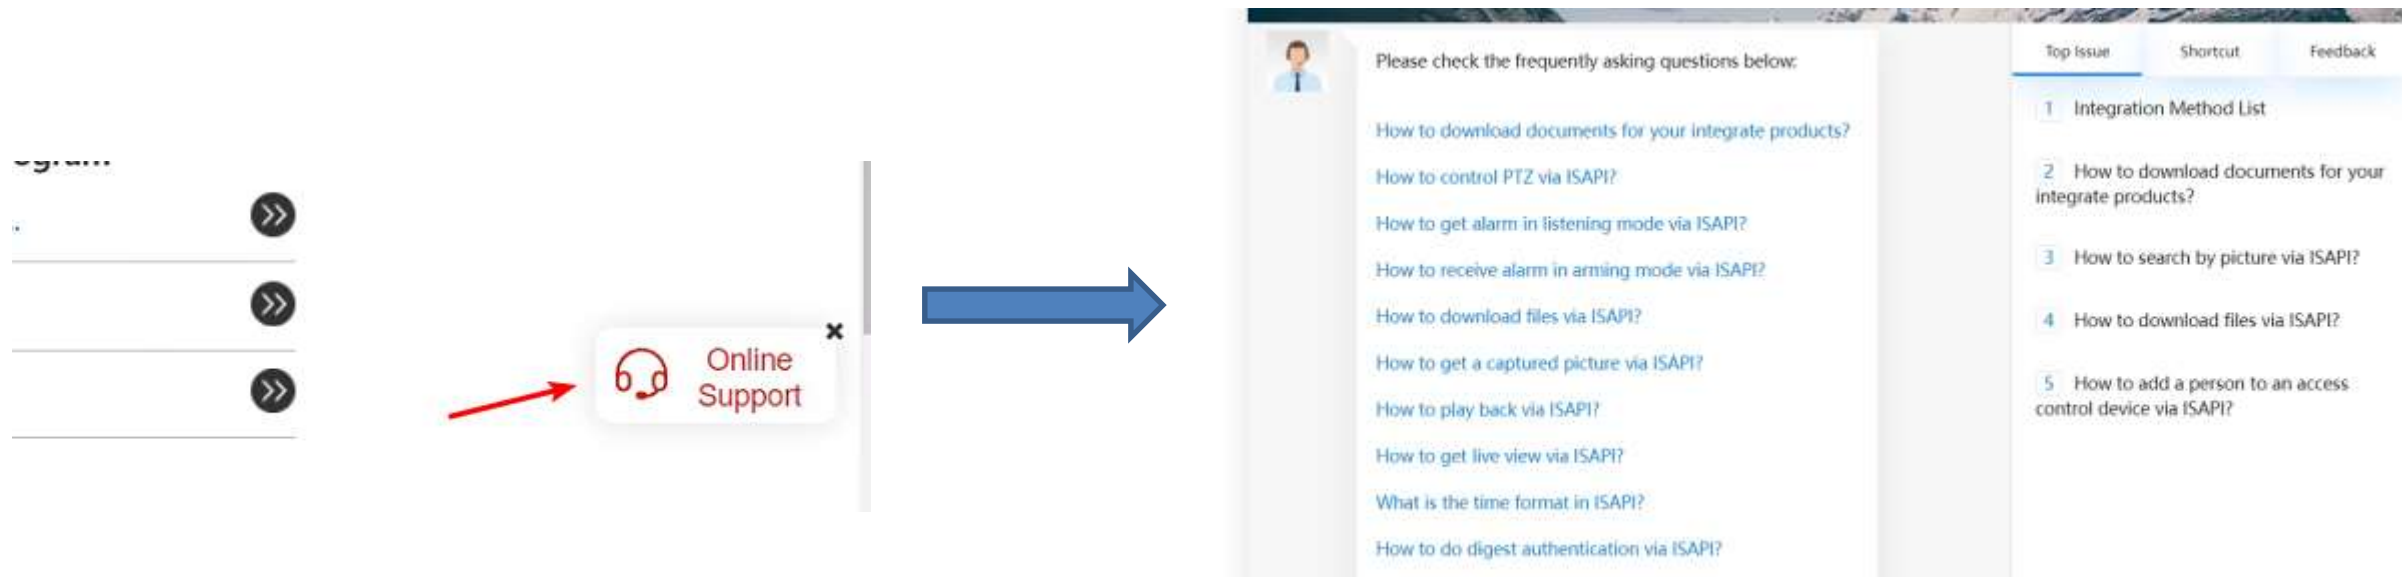 Online
Support
Please check the frequently asking questions below:
How to download documents for your integrate products?
How to control PTZ via ISAPI?
How to get alarm in listening mode via ISAPI?
How to receive alarm in arming mode via ISAPI?
How to download files via ISAPI?
How to get a captured picture via ISAPI?
How to play back via ISAPI?
How to get live view via ISAPI?
What is the time format in ISAPI?
How to do digest authentication via ISAPI?
Top Issue Shortcut Feedback
1 Integration Method List
2 How to download documents for your
integrate products?
3 How to search by picture via ISAPI?
4 How to download files via ISAPI?
5 How to add a person to an access
control device via ISAPI?